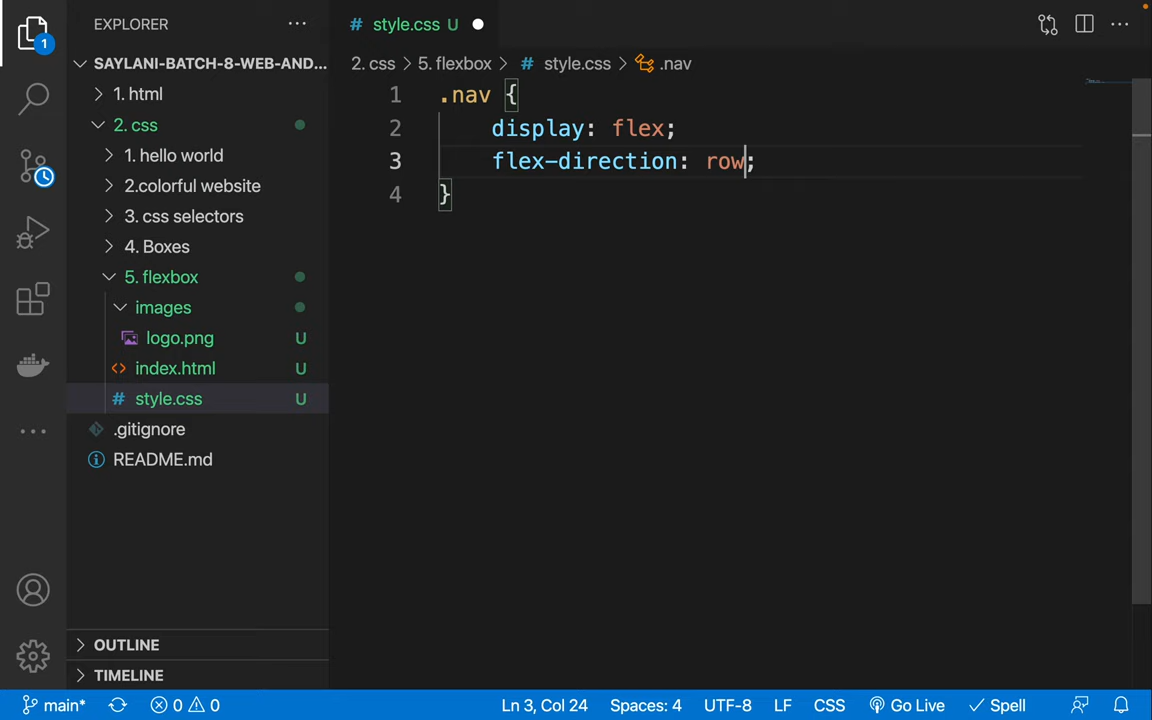 EXPLORER
style.css U
1
SAYLANI-BATCH-8-WEB-AND...
2. css > 5. flexbox > # style.css > .nav
1. html
2. css
1. hello world
2.colorful website
3. css selectors
4. Boxes
5. flexbox
images
logo.png U
index.html U
style.css U
.gitignore
README.md
1 .nav {
2 display: flex;
3 flex-direction: row;
4 }
OUTLINE
TIMELINE
main* 0 0 Ln 3, Col 24 Spaces: 4 UTF-8 LF CSS Go Live Spell